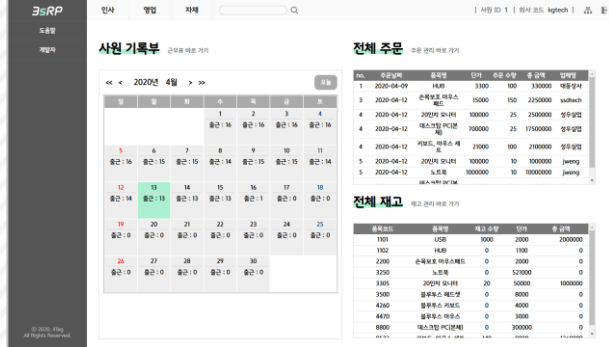 3sRP
인사 영업 자재
| 사원 ID 1 | 회사 코드 kgtech |
도움말
개발자
사원 기록부 근무표 바로 가기
<< < 2020년 4월 > >> 오늘
일 월 화 수 목 금 토
1 2 3 4
출근 : 16 출근 : 16 출근 : 16 출근 : 16
5 6 7 8 9 10 11
출근 : 16 출근 : 15 출근 : 15 출근 : 14 출근 : 15 출근 : 15 출근 : 14
12 13 14 15 16 17 18
출근 : 14 출근 : 13 출근 : 13 출근 : 13 출근 : 1 출근 : 0 출근 : 0
19 20 21 22 23 24 25
출근 : 0 출근 : 0 출근 : 0 출근 : 0 출근 : 0 출근 : 0 출근 : 0
26 27 28 29 30
출근 : 0 출근 : 0 출근 : 0 출근 : 0 출근 : 0
전체 주문 주문 관리 바로 가기
no. 주문날짜 품목명 단가 주문 수량 총 금액 업체명
1 2020-04-09 HUB 3300 100 330000 대동상사
3 2020-04-12 손목보호 마우스 패드 15000 150 2250000 ssdtech
4 2020-04-12 20인치 모니터 100000 25 2500000 성우실업
4 2020-04-12 데스크탑 PC(본체) 700000 25 17500000 성우실업
4 2020-04-12 키보드, 마우스 세트 21000 100 2100000 성우실업
5 2020-04-12 20인치 모니터 100000 10 1000000 jweng
5 2020-04-12 노트북 1000000 10 10000000 jweng
데스크탑 PC(본
전체 재고 재고 관리 바로 가기
품목코드 품목명 재고 수량 단가 총 금액
1101 USB 1000 2000 2000000
1102 HUB 0 1100 0
2200 손목보호 마우스패드 0 2000 0
3250 노트북 0 521000 0
3305 20인치 모니터 20 50000 1000000
3500 블루투스 헤드셋 0 8000 0
4260 블루투스 키보드 0 4000 0
4470 블루투스 마우스 0 3000 0
8800 데스크탑 PC(본체) 0 300000 0
키보드, 마우스 세트 140
© 2020, 41kg.
All Rights Reserved.